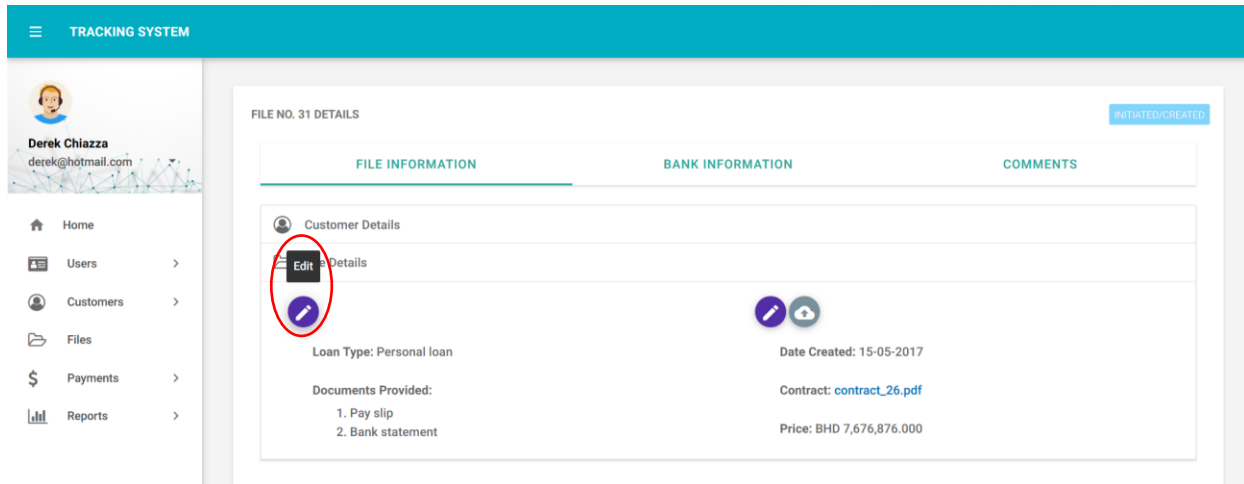 TRACKING SYSTEM
Derek Chiazza
derek@hotmail.com
Home
Users
Customers
Files
Payments
Reports
FILE NO. 31 DETAILS
INITIATED/CREATED
FILE INFORMATION
BANK INFORMATION
COMMENTS
Customer Details
Edit
e Details
Loan Type: Personal loan
Documents Provided:
1. Pay slip
2. Bank statement
Date Created: 15-05-2017
Contract: contract_26.pdf
Price: BHD 7,676,876.000